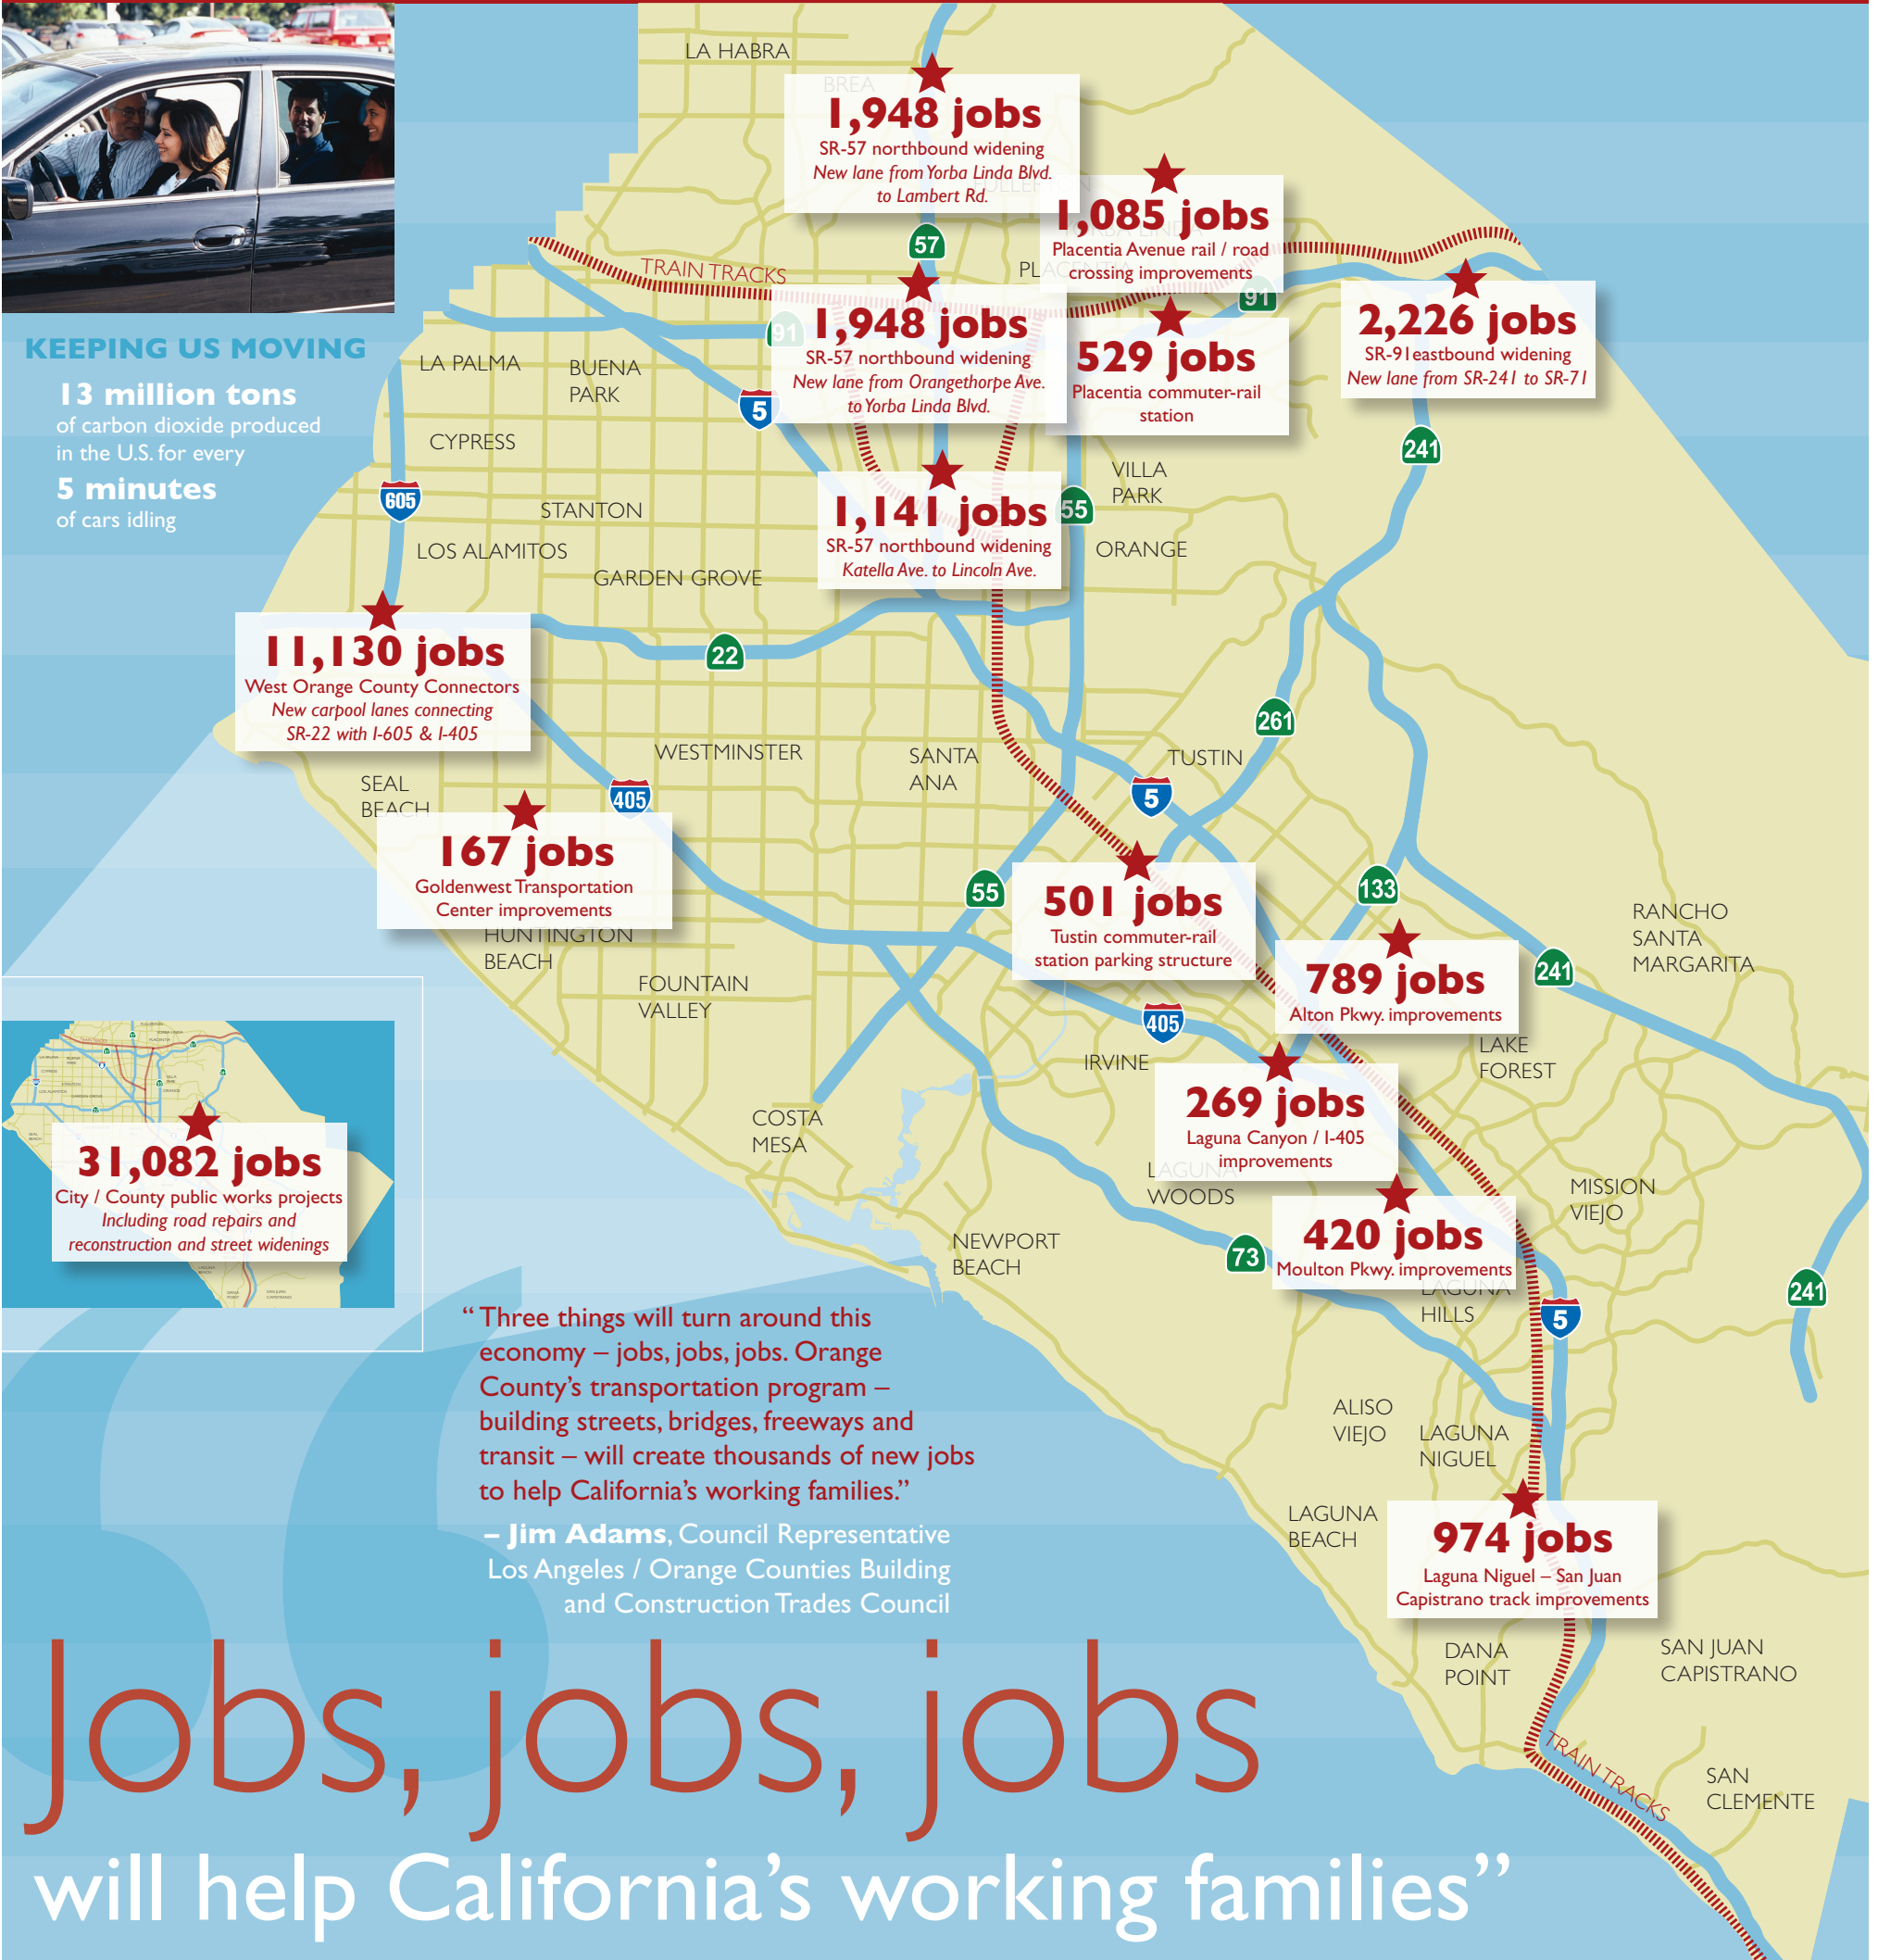 LA HABRA
BREA
1,948 jobs
SR-57 northbound widening
New lane from Yorba Linda Blvd.
to Lambert Rd.
1,085 jobs
Placentia Avenue rail / road
crossing improvements
57
TRAIN TRACKS
91
91
1,948 jobs
SR-57 northbound widening
New lane from Orangethorpe Ave.
to Yorba Linda Blvd.
529 jobs
Placentia commuter-rail
station
2,226 jobs
SR-91eastbound widening
New lane from SR-241 to SR-71
KEEPING US MOVING
13 million tons
of carbon dioxide produced
in the U.S. for every
5 minutes
of cars idling
LA PALMA
BUENA
PARK
5
CYPRESS
241
605
STANTON
LOS ALAMITOS
GARDEN GROVE
1,141 jobs
SR-57 northbound widening
Katella Ave. to Lincoln Ave.
55
VILLA
PARK
ORANGE
11,130 jobs
West Orange County Connectors
New carpool lanes connecting
SR-22 with I-605 & I-405
22
261
WESTMINSTER
SANTA
ANA
TUSTIN
5
SEAL
BEACH
405
167 jobs
Goldenwest Transportation
Center improvements
HUNTINGTON
BEACH
55
501 jobs
Tustin commuter-rail
station parking structure
133
789 jobs
Alton Pkwy. improvements
241
RANCHO
SANTA
MARGARITA
FOUNTAIN
VALLEY
405
IRVINE
LAKE
FOREST
269 jobs
Laguna Canyon / I-405
improvements
COSTA
MESA
LAGUNA
WOODS
31,082 jobs
City / County public works projects
Including road repairs and
reconstruction and street widenings
420 jobs
Moulton Pkwy. improvements
MISSION
VIEJO
NEWPORT
BEACH
73
LAGUNA
HILLS
5
241
“ Three things will turn around this
economy – jobs, jobs, jobs. Orange
County’s transportation program –
building streets, bridges, freeways and
transit – will create thousands of new jobs
to help California’s working families.”
– Jim Adams, Council Representative
Los Angeles / Orange Counties Building
and Construction Trades Council
ALISO
VIEJO
LAGUNA
NIGUEL
LAGUNA
BEACH
974 jobs
Laguna Niguel – San Juan
Capistrano track improvements
DANA
POINT
SAN JUAN
CAPISTRANO
TRAIN TRACKS
SAN
CLEMENTE
Jobs, jobs, jobs
will help California’s working families”